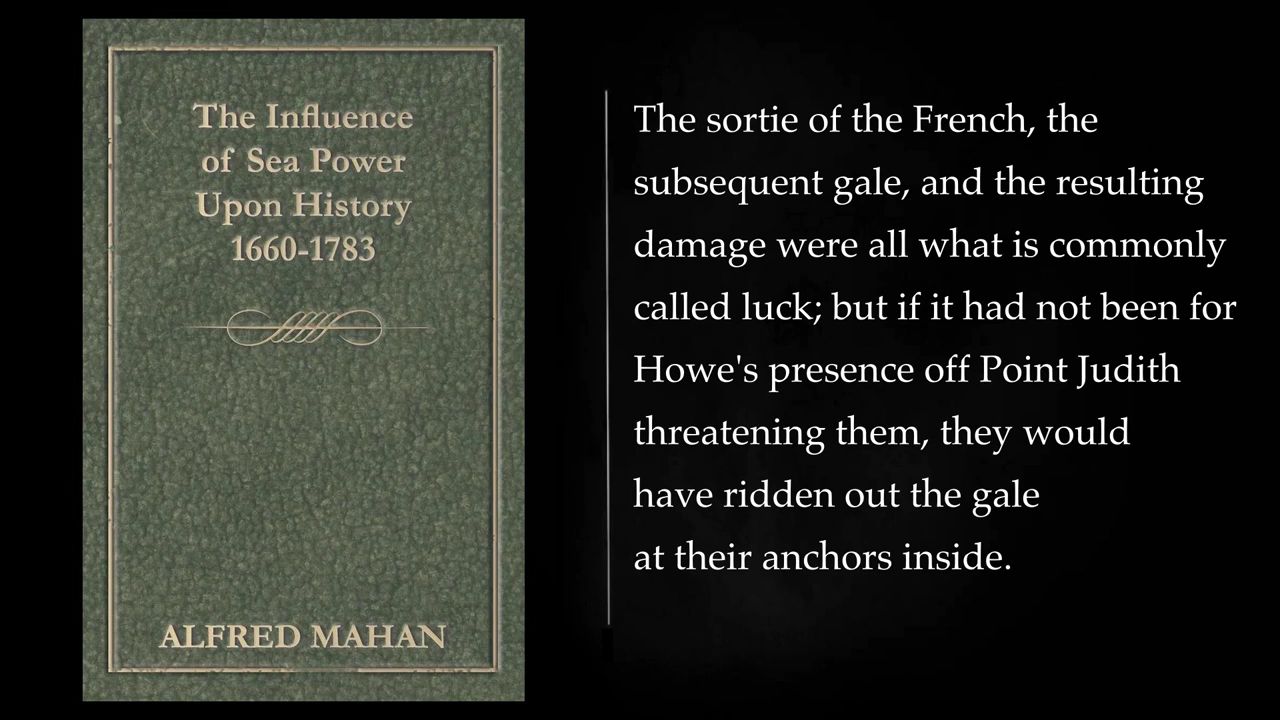 The Influence
of Sea Power
Upon History
1660-1783
ALFRED MAHAN
The sortie of the French, the
subsequent gale, and the resulting
damage were all what is commonly
called luck; but if it had not been for
Howe's presence off Point Judith
threatening them, they would
have ridden out the gale
at their anchors inside.